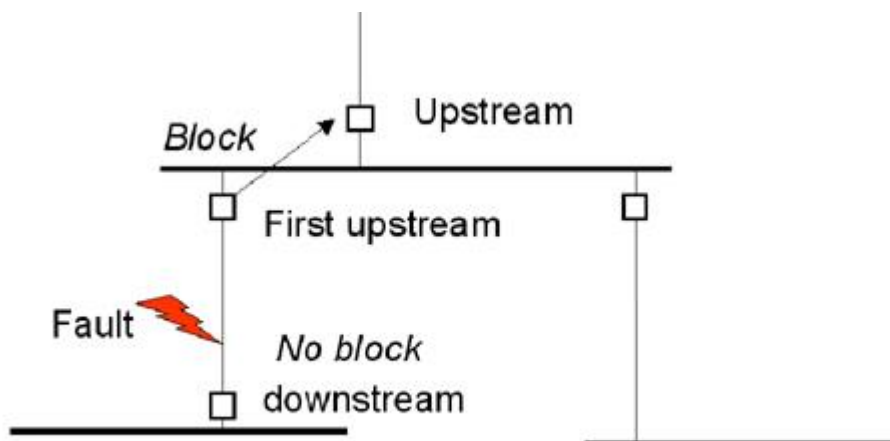 Upstream
Block
First upstream
Fault
No block
downstream